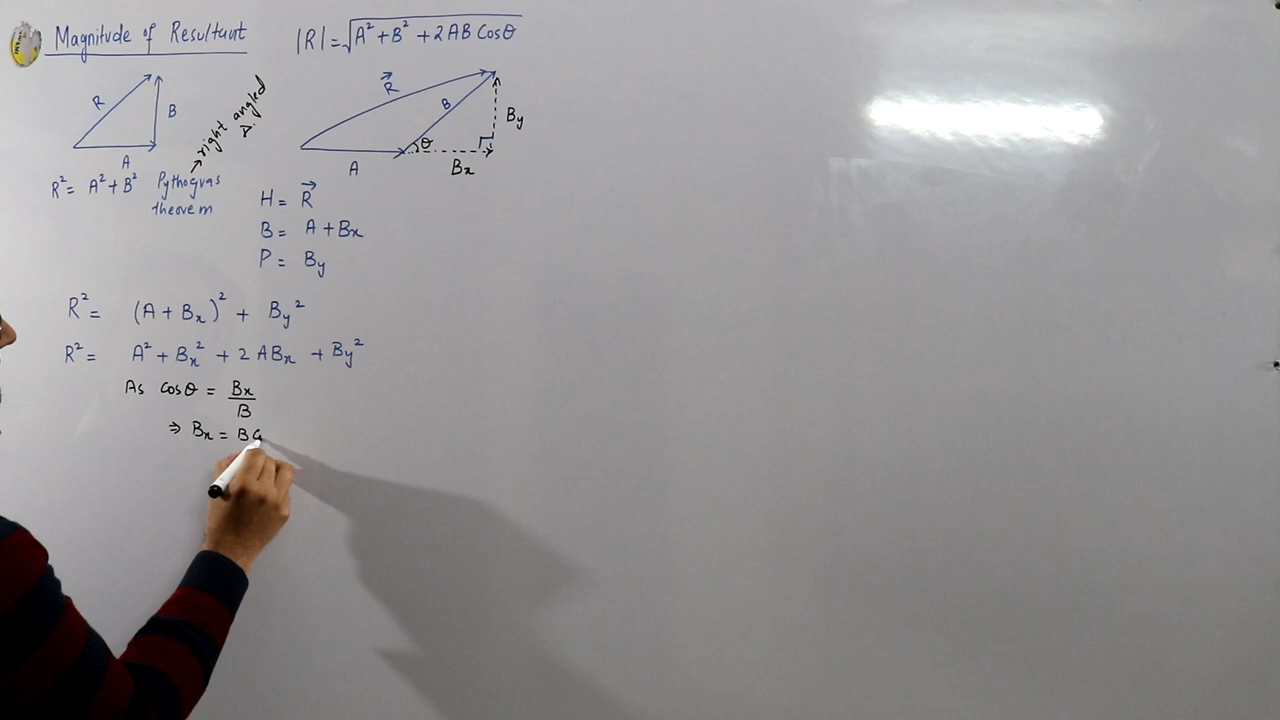 Magnitude of Resultant
|R| = √A² + B² + 2AB Cosθ
R
B
A
R² = A² + B²
Pythogras
theorem
→ right angled
Δ.
R⃗
B
By
θ
A
Bx
H = R⃗
B = A + Bx
P = By
R² = (A + Bx)² + By²
R² = A² + Bx² + 2 ABx + By²
As cosθ = Bx/B
⇒ Bx = BC